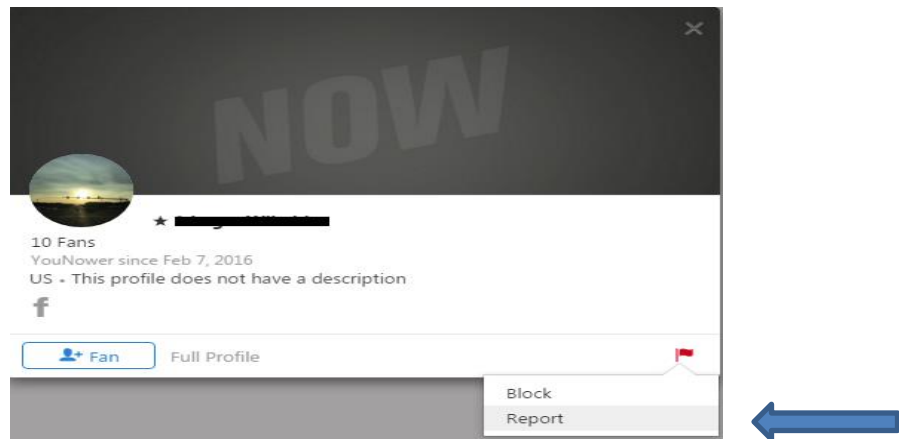 NOW
★
10 Fans
YouNower since Feb 7, 2016
US - This profile does not have a description
f
Fan Full Profile
Block
Report